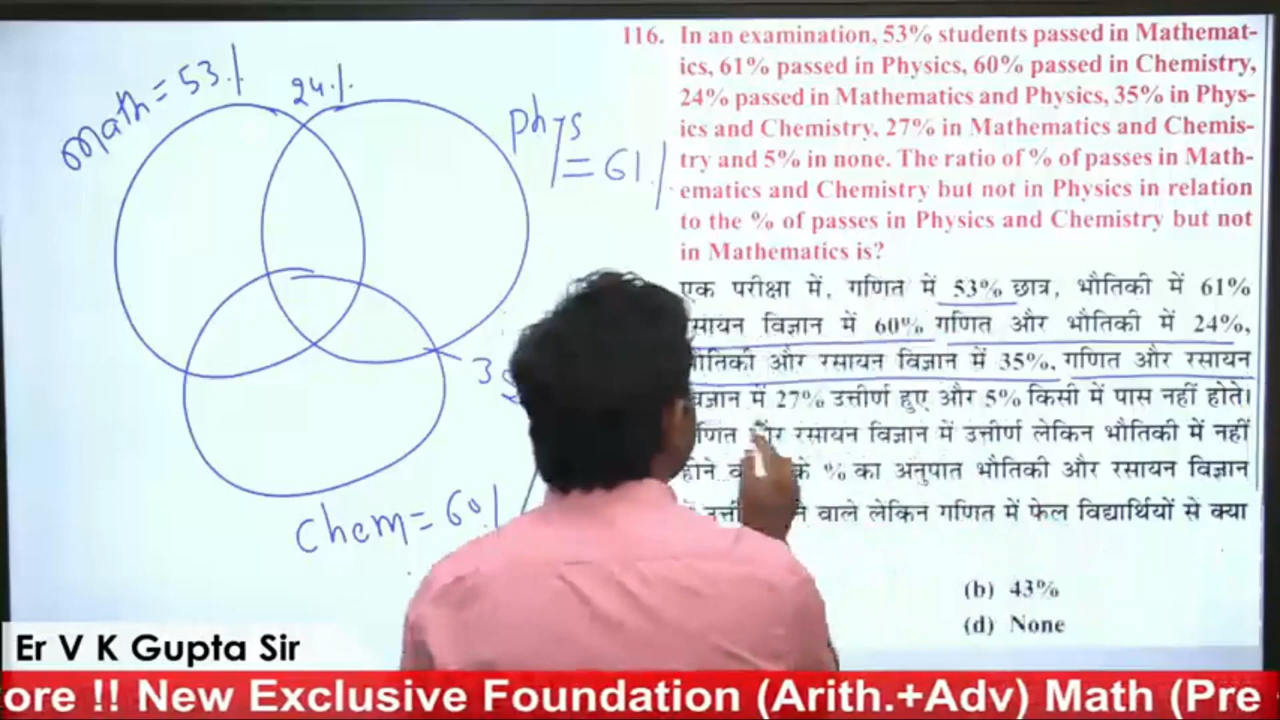 math = 53%
24%
Phys
= 61%
3
Chem = 60%
116. In an examination, 53% students passed in Mathemat-
ics, 61% passed in Physics, 60% passed in Chemistry,
24% passed in Mathematics and Physics, 35% in Phys-
ics and Chemistry, 27% in Mathematics and Chemis-
try and 5% in none. The ratio of % of passes in Math-
ematics and Chemistry but not in Physics in relation
to the % of passes in Physics and Chemistry but not
in Mathematics is?
एक परीक्षा में, गणित में 53% छात्र, भौतिकी में 61%
विज्ञान में 60% गणित और भौतिकी में 24%,
और रसायन विज्ञान में 35%, गणित और रसायन
में 27% उत्तीर्ण हुए और 5% किसी में पास नहीं होते।
रसायन विज्ञान में उत्तीर्ण लेकिन भौतिकी में नहीं
के % का अनुपात भौतिकी और रसायन विज्ञान
वाले लेकिन गणित में फेल विद्यार्थियों से क्या
(b) 43%
(d) None
Er V K Gupta Sir
ore !! New Exclusive Foundation (Arith.+Adv) Math (Pre